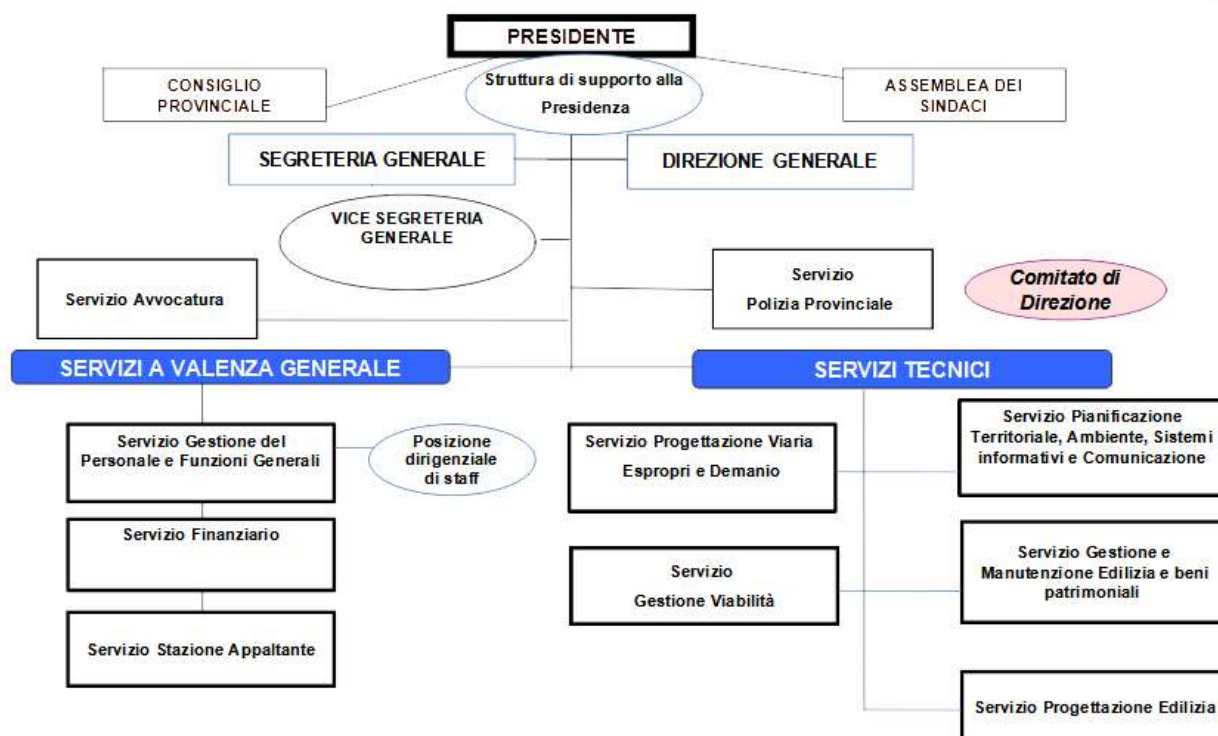 PRESIDENTE
Struttura di supporto alla
Presidenza
CONSIGLIO
PROVINCIALE
ASSEMBLEA DEI
SINDACI
SEGRETERIA GENERALE
DIREZIONE GENERALE
VICE SEGRETERIA
GENERALE
Servizio Avvocatura
Servizio
Polizia Provinciale
Comitato di
Direzione
SERVIZI A VALENZA GENERALE
SERVIZI TECNICI
Servizio Gestione del
Personale e Funzioni Generali
Posizione
dirigenziale
di staff
Servizio Finanziario
Servizio Stazione Appaltante
Servizio Progettazione Viaria
Espropri e Demanio
Servizio
Gestione Viabilità
Servizio Pianificazione
Territoriale, Ambiente, Sistemi
informativi e Comunicazione
Servizio Gestione e
Manutenzione Edilizia e beni
patrimoniali
Servizio Progettazione Edilizia